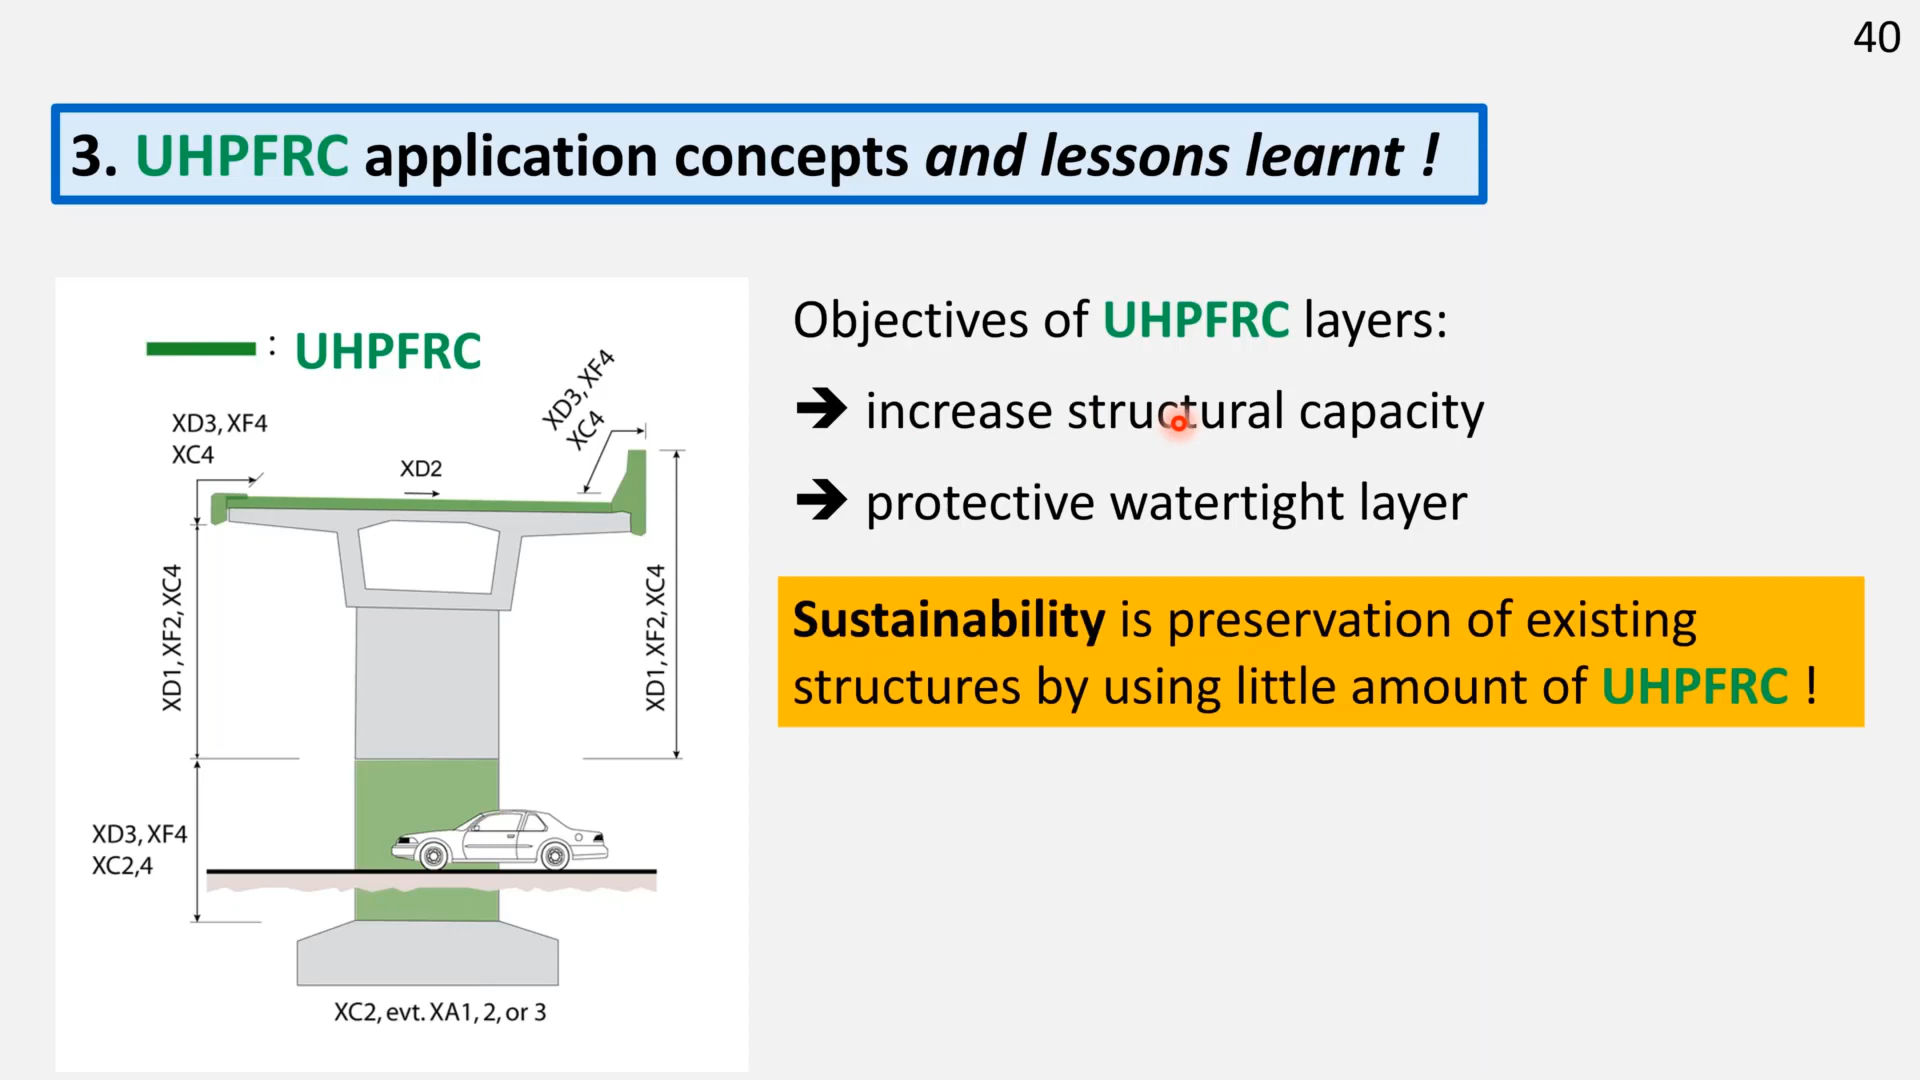 40
3. UHPFRC application concepts and lessons learnt !
: UHPFRC
XD3, XF4
XC4
XD2
XD3, XF4
XC4
XD1, XF2, XC4
XD1, XF2, XC4
XD3, XF4
XC2,4
XC2, evt. XA1, 2, or 3
Objectives of UHPFRC layers:
➔ increase structural capacity
➔ protective watertight layer
Sustainability is preservation of existing
structures by using little amount of UHPFRC !